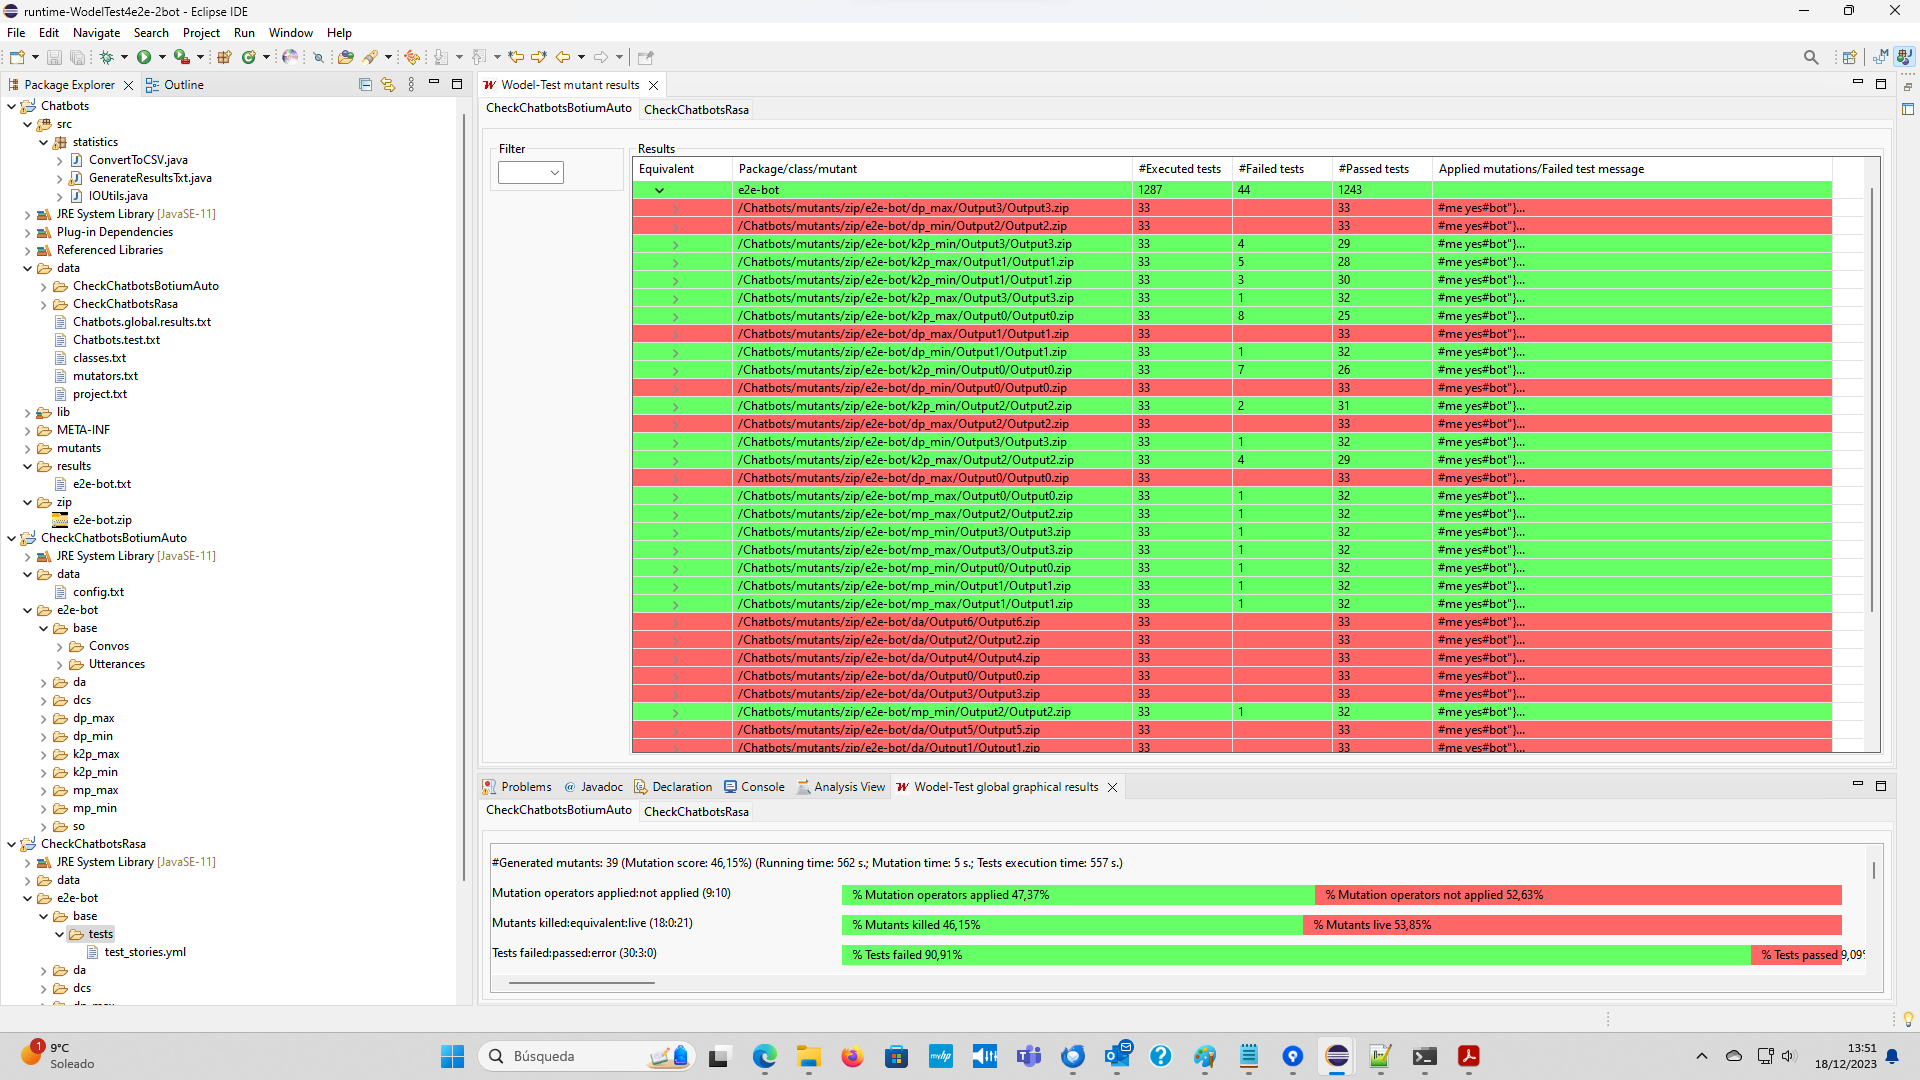 runtime-WodelTest4e2e-2bot - Eclipse IDE
File Edit Navigate Search Project Run Window Help
Package Explorer
Outline
Chatbots
src
statistics
ConvertToCSV.java
GenerateResultsTxt.java
IOUtils.java
JRE System Library [JavaSE-11]
Plug-in Dependencies
Referenced Libraries
data
CheckChatbotsBotiumAuto
CheckChatbotsRasa
Chatbots.global.results.txt
Chatbots.test.txt
classes.txt
mutators.txt
project.txt
lib
META-INF
mutants
results
e2e-bot.txt
zip
e2e-bot.zip
CheckChatbotsBotiumAuto
JRE System Library [JavaSE-11]
data
config.txt
e2e-bot
base
Convos
Utterances
da
dcs
dp_max
dp_min
k2p_max
k2p_min
mp_max
mp_min
so
CheckChatbotsRasa
JRE System Library [JavaSE-11]
data
e2e-bot
base
tests
test_stories.yml
da
dcs
dp_max
Wodel-Test mutant results
CheckChatbotsBotiumAuto CheckChatbotsRasa
Filter
Results
Equivalent Package/class/mutant #Executed tests #Failed tests #Passed tests Applied mutations/Failed test message
e2e-bot 1287 44 1243
/Chatbots/mutants/zip/e2e-bot/dp_max/Output3/Output3.zip 33 33 #me yes#bot"}...
/Chatbots/mutants/zip/e2e-bot/dp_min/Output2/Output2.zip 33 33 #me yes#bot"}...
/Chatbots/mutants/zip/e2e-bot/k2p_min/Output3/Output3.zip 33 4 29 #me yes#bot"}...
/Chatbots/mutants/zip/e2e-bot/k2p_max/Output1/Output1.zip 33 5 28 #me yes#bot"}...
/Chatbots/mutants/zip/e2e-bot/k2p_min/Output1/Output1.zip 33 3 30 #me yes#bot"}...
/Chatbots/mutants/zip/e2e-bot/k2p_max/Output3/Output3.zip 33 1 32 #me yes#bot"}...
/Chatbots/mutants/zip/e2e-bot/k2p_max/Output0/Output0.zip 33 8 25 #me yes#bot"}...
/Chatbots/mutants/zip/e2e-bot/dp_max/Output1/Output1.zip 33 33 #me yes#bot"}...
/Chatbots/mutants/zip/e2e-bot/dp_min/Output1/Output1.zip 33 1 32 #me yes#bot"}...
/Chatbots/mutants/zip/e2e-bot/k2p_min/Output0/Output0.zip 33 7 26 #me yes#bot"}...
/Chatbots/mutants/zip/e2e-bot/dp_min/Output0/Output0.zip 33 33 #me yes#bot"}...
/Chatbots/mutants/zip/e2e-bot/k2p_min/Output2/Output2.zip 33 2 31 #me yes#bot"}...
/Chatbots/mutants/zip/e2e-bot/dp_max/Output2/Output2.zip 33 33 #me yes#bot"}...
/Chatbots/mutants/zip/e2e-bot/dp_min/Output3/Output3.zip 33 1 32 #me yes#bot"}...
/Chatbots/mutants/zip/e2e-bot/k2p_max/Output2/Output2.zip 33 4 29 #me yes#bot"}...
/Chatbots/mutants/zip/e2e-bot/dp_max/Output0/Output0.zip 33 33 #me yes#bot"}...
/Chatbots/mutants/zip/e2e-bot/mp_max/Output0/Output0.zip 33 1 32 #me yes#bot"}...
/Chatbots/mutants/zip/e2e-bot/mp_max/Output2/Output2.zip 33 1 32 #me yes#bot"}...
/Chatbots/mutants/zip/e2e-bot/mp_min/Output3/Output3.zip 33 1 32 #me yes#bot"}...
/Chatbots/mutants/zip/e2e-bot/mp_max/Output3/Output3.zip 33 1 32 #me yes#bot"}...
/Chatbots/mutants/zip/e2e-bot/mp_min/Output0/Output0.zip 33 1 32 #me yes#bot"}...
/Chatbots/mutants/zip/e2e-bot/mp_min/Output1/Output1.zip 33 1 32 #me yes#bot"}...
/Chatbots/mutants/zip/e2e-bot/mp_max/Output1/Output1.zip 33 1 32 #me yes#bot"}...
/Chatbots/mutants/zip/e2e-bot/da/Output6/Output6.zip 33 33 #me yes#bot"}...
/Chatbots/mutants/zip/e2e-bot/da/Output2/Output2.zip 33 33 #me yes#bot"}...
/Chatbots/mutants/zip/e2e-bot/da/Output4/Output4.zip 33 33 #me yes#bot"}...
/Chatbots/mutants/zip/e2e-bot/da/Output0/Output0.zip 33 33 #me yes#bot"}...
/Chatbots/mutants/zip/e2e-bot/da/Output3/Output3.zip 33 33 #me yes#bot"}...
/Chatbots/mutants/zip/e2e-bot/mp_min/Output2/Output2.zip 33 1 32 #me yes#bot"}...
/Chatbots/mutants/zip/e2e-bot/da/Output5/Output5.zip 33 33 #me yes#bot"}...
/Chatbots/mutants/zip/e2e-bot/da/Output1/Output1.zip 33 33 #me yes#bot"}...
Problems @ Javadoc Declaration Console Analysis View Wodel-Test global graphical results
CheckChatbotsBotiumAuto CheckChatbotsRasa
#Generated mutants: 39 (Mutation score: 46,15%) (Running time: 562 s.; Mutation time: 5 s.; Tests execution time: 557 s.)
Mutation operators applied:not applied (9:10) % Mutation operators applied 47,37% % Mutation operators not applied 52,63%
Mutants killed:equivalent:live (18:0:21) % Mutants killed 46,15% % Mutants live 53,85%
Tests failed:passed:error (30:3:0) % Tests failed 90,91% % Tests passed 9,09%
1
9°C
Soleado
Búsqueda
myhp
13:51
18/12/2023